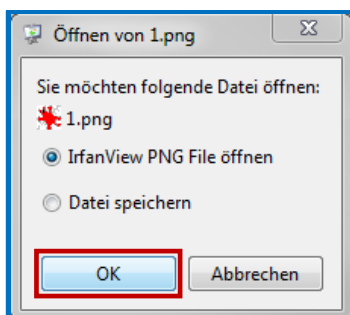 Öffnen von 1.png
Sie möchten folgende Datei öffnen:
1.png
IrfanView PNG File öffnen
Datei speichern
OK
Abbrechen